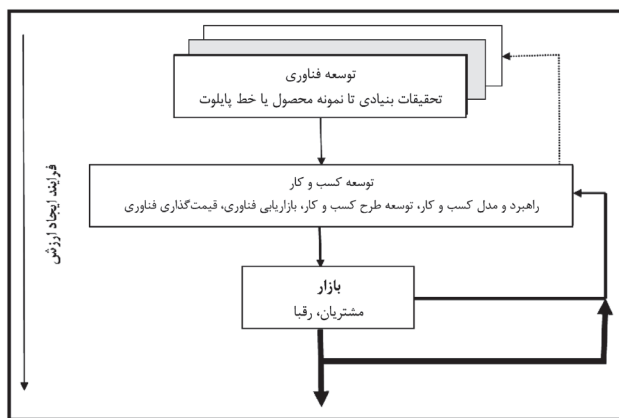 توسعه فناوری
تحقیقات بنیادی تا نمونه محصول یا خط پایلوت
توسعه کسب و کار
راهبرد و مدل کسب و کار، توسعه طرح کسب و کار، بازاریابی فناوری، قیمت‌گذاری فناوری
بازار
مشتریان، رقبا
فرایند ایجاد ارزش